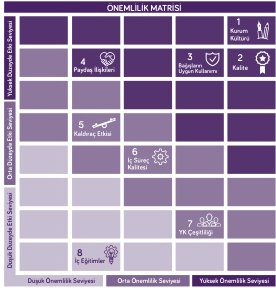 ÖNEMLİLİK MATRİSİ
Yüksek Düzeyde Etki Seviyesi
Orta Düzeyde Etki Seviyesi
Düşük Düzeyde Etki Seviyesi
1
Kurum
Kültürü
4
Paydaş İlişkileri
3
Bağışların
Uygun Kullanımı
2
Kalite
5
Kaldıraç Etkisi
6
İç Süreç
Kalitesi
7
YK Çeşitliliği
8
İç Eğitimler
Düşük Önemlilik Seviyesi
Orta Önemlilik Seviyesi
Yüksek Önemlilik Seviyesi